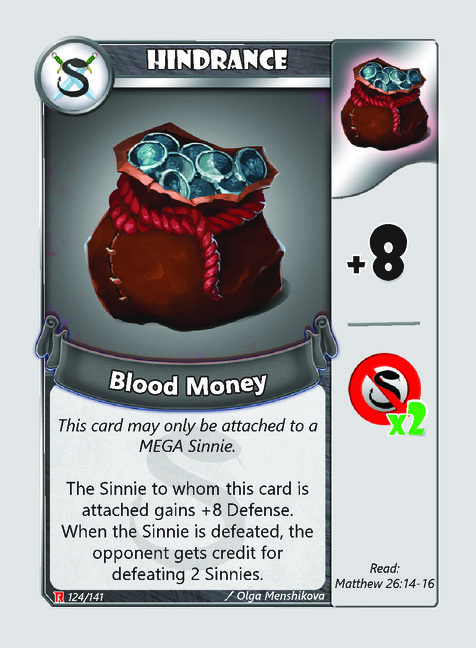 HINDRANCE
+8
x2
Blood Money
This card may only be attached to a
MEGA Sinnie.
The Sinnie to whom this card is
attached gains +8 Defense.
When the Sinnie is defeated, the
opponent gets credit for
defeating 2 Sinnies.
Read:
Matthew 26:14-16
R 124/141
Olga Menshikova